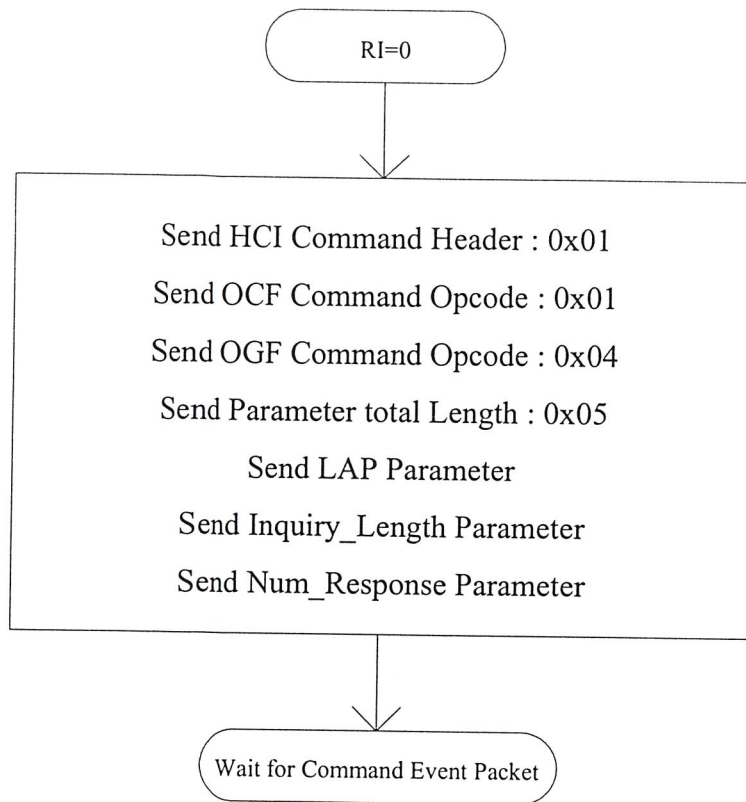 RI=0
Send HCI Command Header : 0x01
Send OCF Command Opcode : 0x01
Send OGF Command Opcode : 0x04
Send Parameter total Length : 0x05
Send LAP Parameter
Send Inquiry_Length Parameter
Send Num_Response Parameter
Wait for Command Event Packet